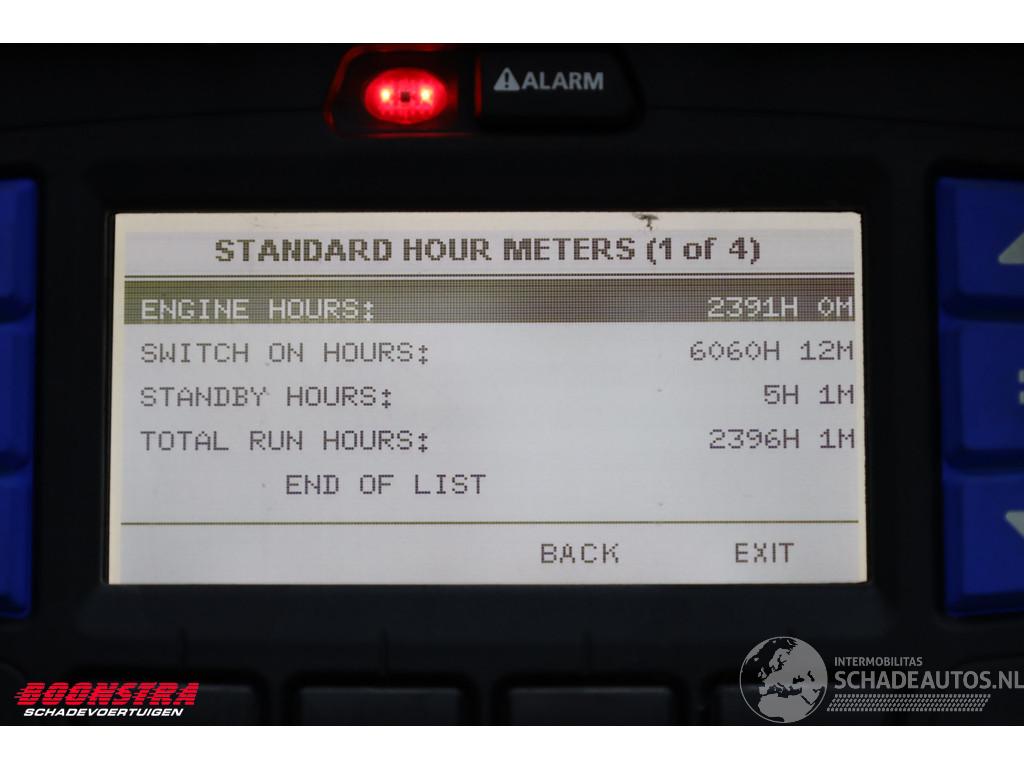 ALARM
STANDARD HOUR METERS (1 of 4)
ENGINE HOURS: 2391H 0M
SWITCH ON HOURS: 6060H 12M
STANDBY HOURS: 5H 1M
TOTAL RUN HOURS: 2396H 1M
END OF LIST
BACK EXIT
BOONSTRA
SCHADEVOERTUIGEN
INTERMOBILITAS
SCHADEAUTOS.NL